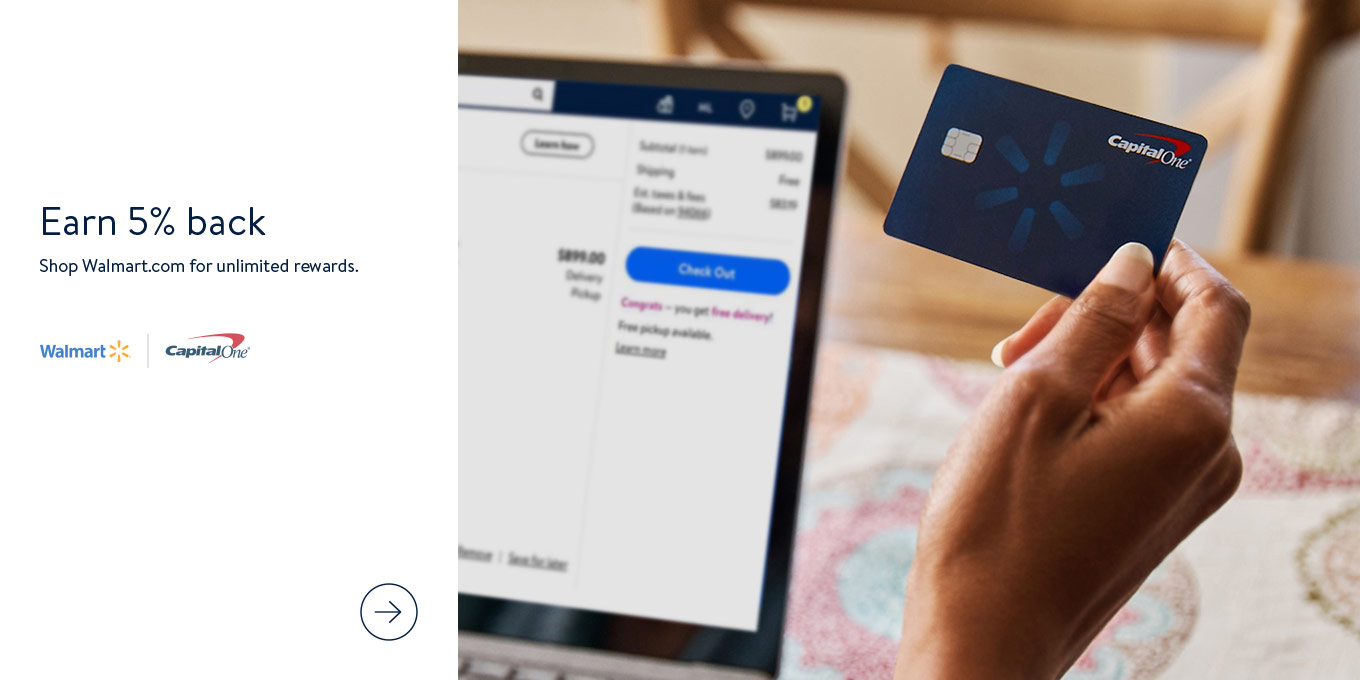 Earn 5% back
Shop Walmart.com for unlimited rewards.
Walmart
CapitalOne®
Learn how
Subtotal (1 item) $899.00
Shipping Free
Est. taxes & fees
(Based on 94066) $83.19
$899.00
Delivery
Pickup
Check Out
Congrats – you get free delivery!
Free pickup available.
Learn more
Remove | Save for later
CapitalOne®